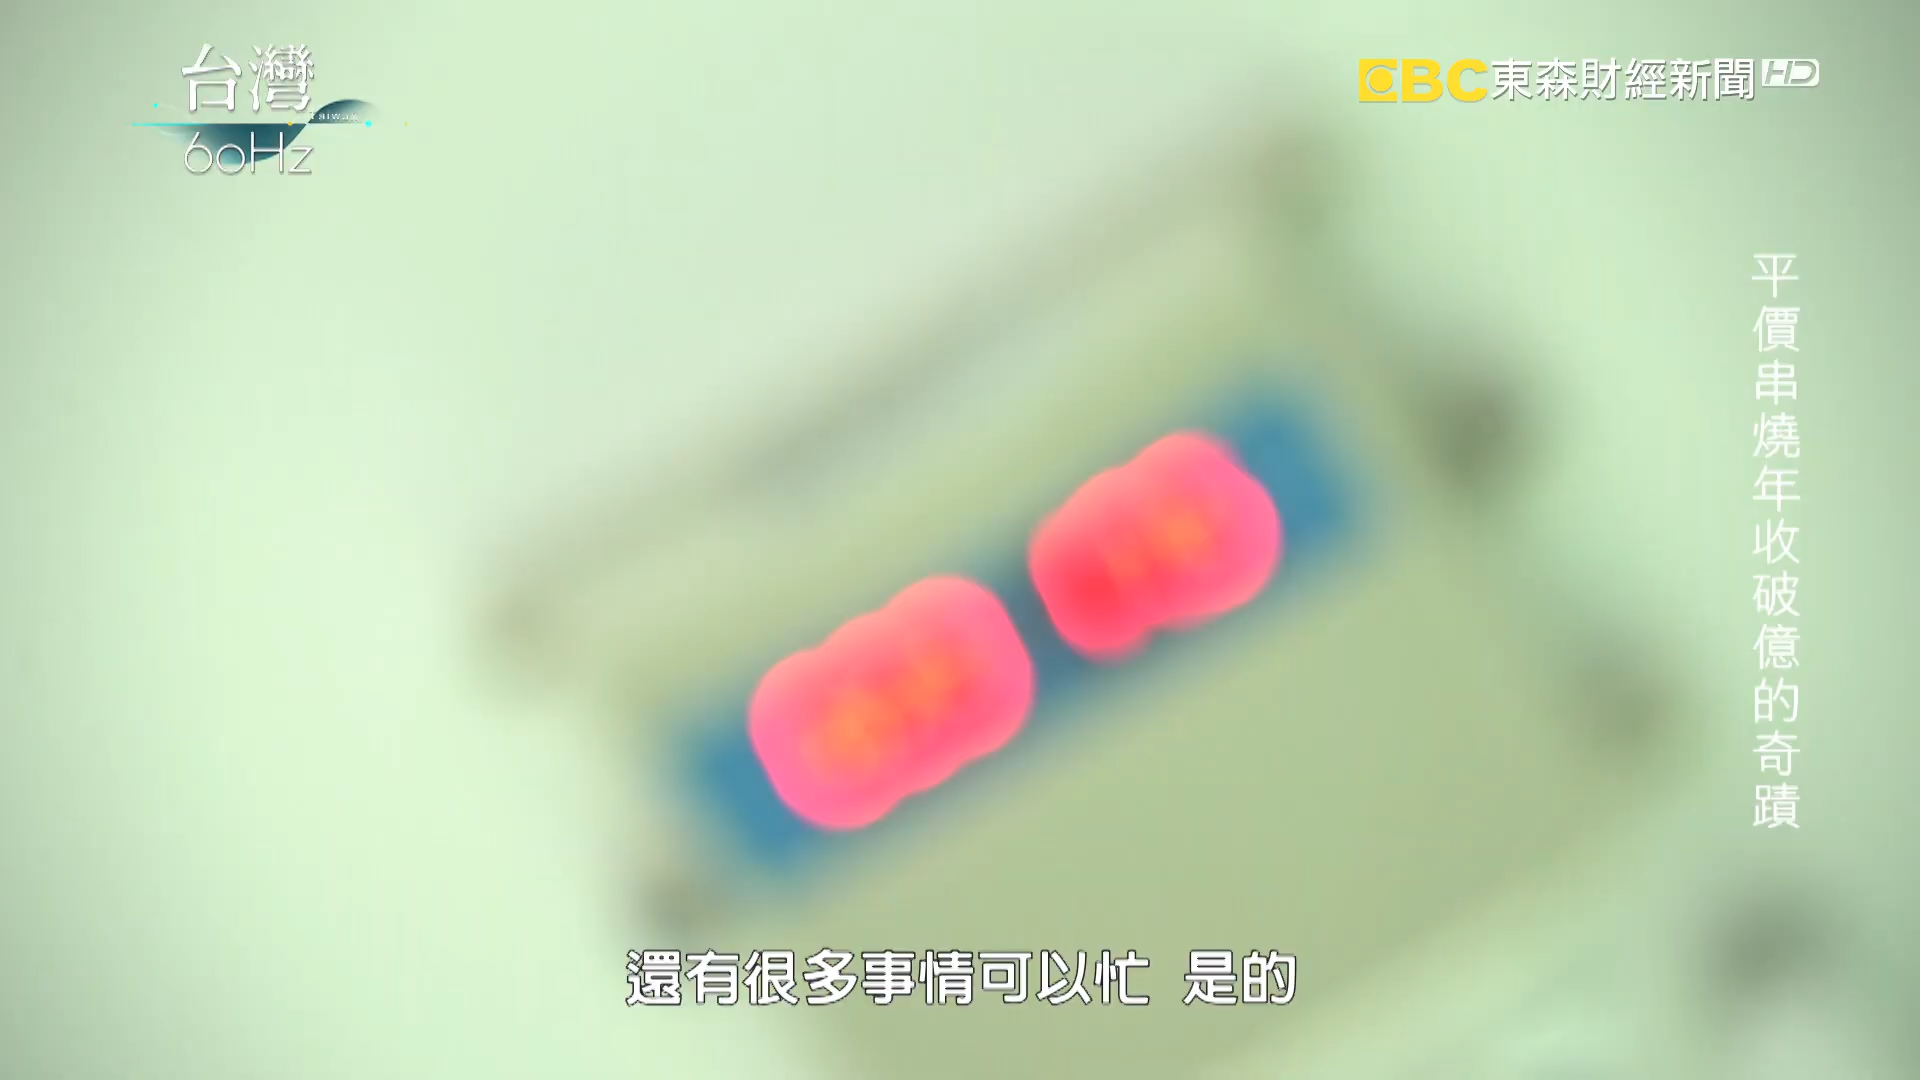 台灣
Taiwan
60Hz
EBC東森財經新聞HD
平價串燒年收破億的奇蹟
還有很多事情可以忙 是的